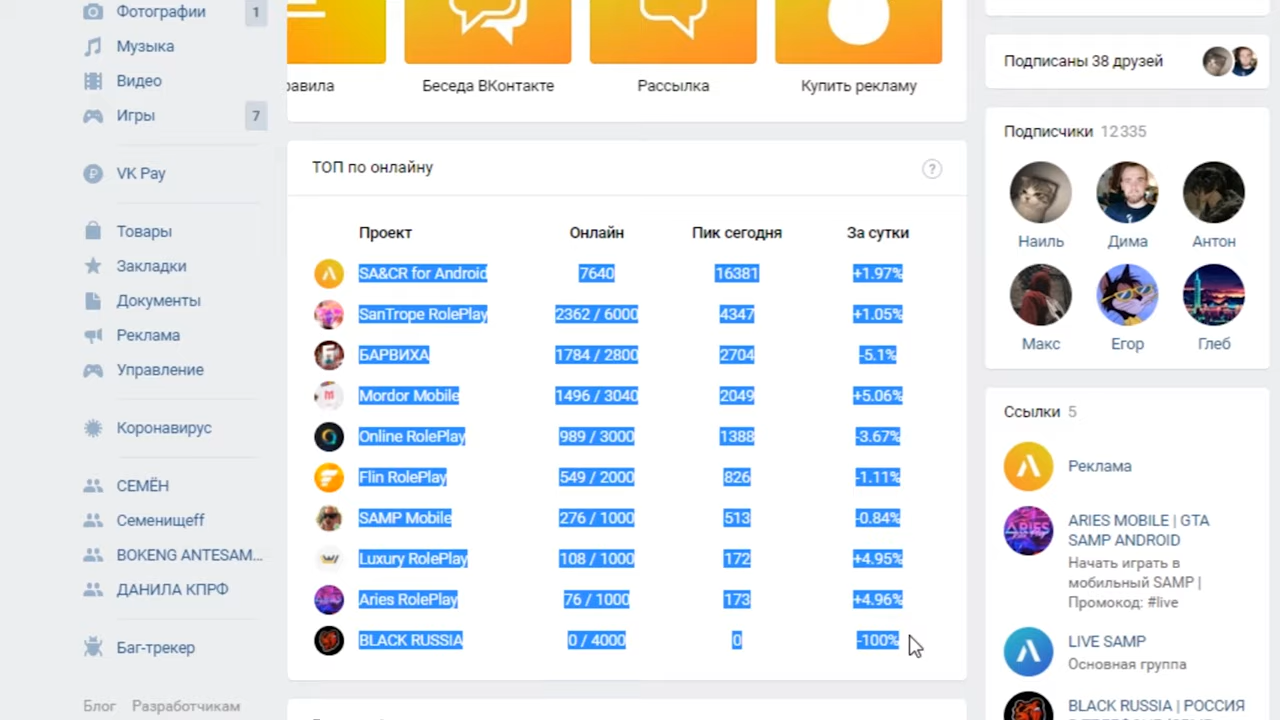 Фотографии 1
Музыка
Видео
Игры 7
VK Pay
Товары
Закладки
Документы
Реклама
Управление
Коронавирус
СЕМЁН
Семенищеff
BOKENG ANTESAM...
ДАНИЛА КПРФ
Баг-трекер
Блог Разработчикам
равила Беседа ВКонтакте Рассылка Купить рекламу
ТОП по онлайну ?
Проект Онлайн Пик сегодня За сутки
SA&CR for Android 7640 16381 +1.97%
SanTrope RolePlay 2362 / 6000 4347 +1.05%
БАРВИХА 1784 / 2800 2704 -5.1%
Mordor Mobile 1496 / 3040 2049 +5.06%
Online RolePlay 989 / 3000 1388 -3.67%
Flin RolePlay 549 / 2000 826 -1.11%
SAMP Mobile 276 / 1000 513 -0.84%
Luxury RolePlay 108 / 1000 172 +4.95%
Aries RolePlay 76 / 1000 173 +4.96%
BLACK RUSSIA 0 / 4000 0 -100%
Подписаны 38 друзей
Подписчики 12335
Наиль Дима Антон
Макс Егор Глеб
Ссылки 5
Реклама
ARIES MOBILE | GTA
SAMP ANDROID
Начать играть в
мобильный SAMP |
Промокод: #live
LIVE SAMP
Основная группа
BLACK RUSSIA | РОССИЯ